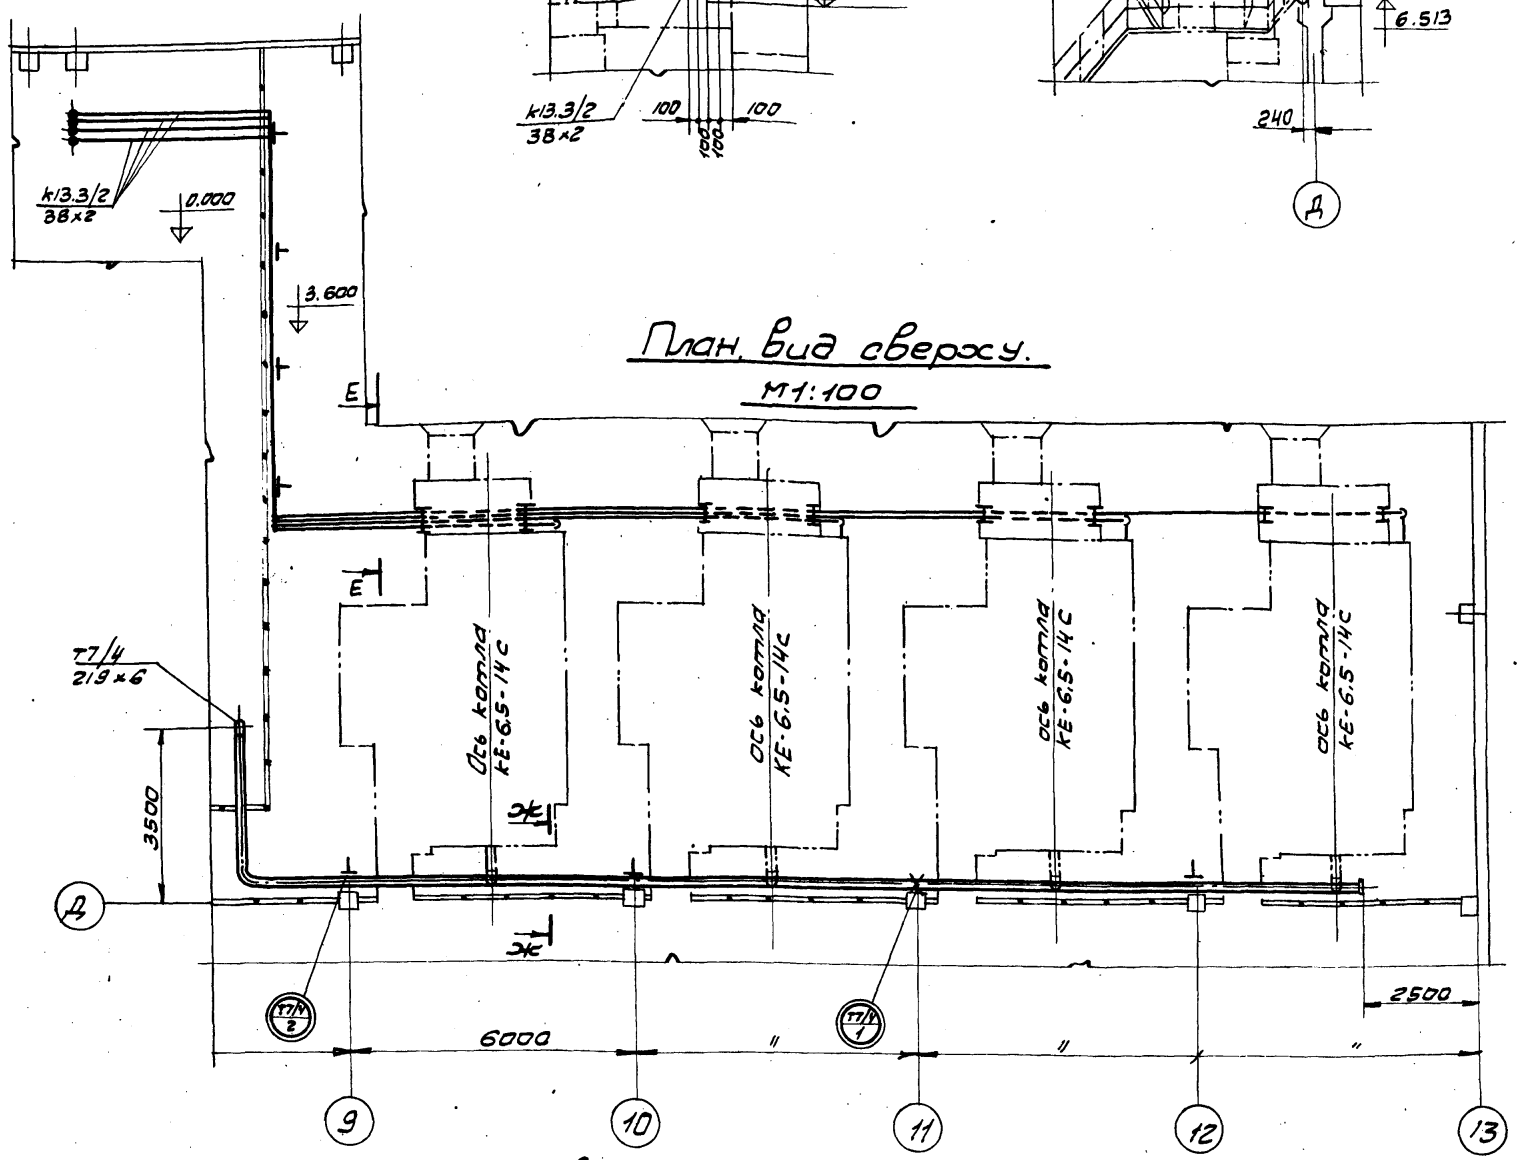 6.513
к13.3/2
38×2
100
100
100
100
240
Д
к13.3/2
38×2
0.000
3.600
План. Вид сверху.
М1:100
Е
Е
Ось котла
КЕ-6,5-14С
ось котла
КЕ-6,5-14С
ось котла
КЕ-6,5-14С
ось котла
КЕ-6,5-14С
Т7/4
219×6
3500
Ж
Д
Ж
Т7/4
2
Т7/4
1
2500
6000
"
"
"
9
10
11
12
13